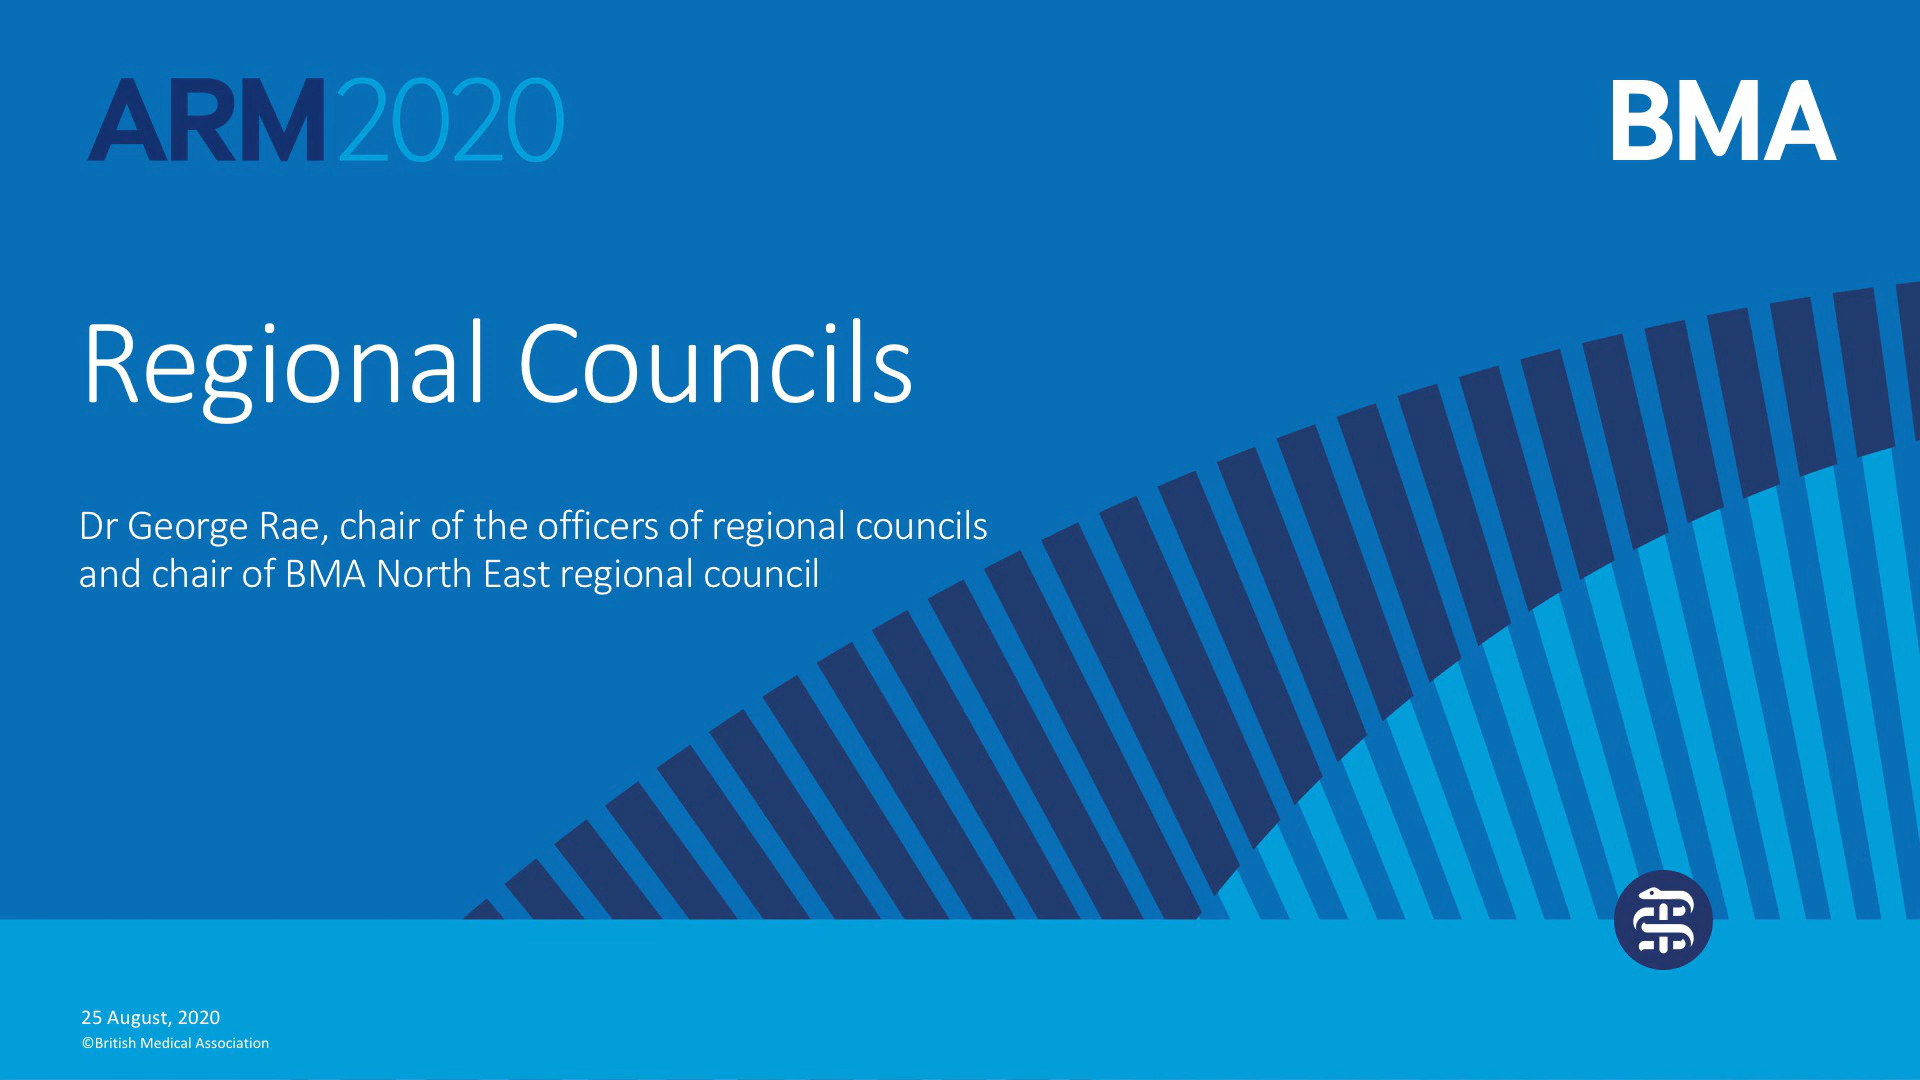 ARM2020
BMA
Regional Councils
Dr George Rae, chair of the officers of regional councils
and chair of BMA North East regional council
25 August, 2020
©British Medical Association